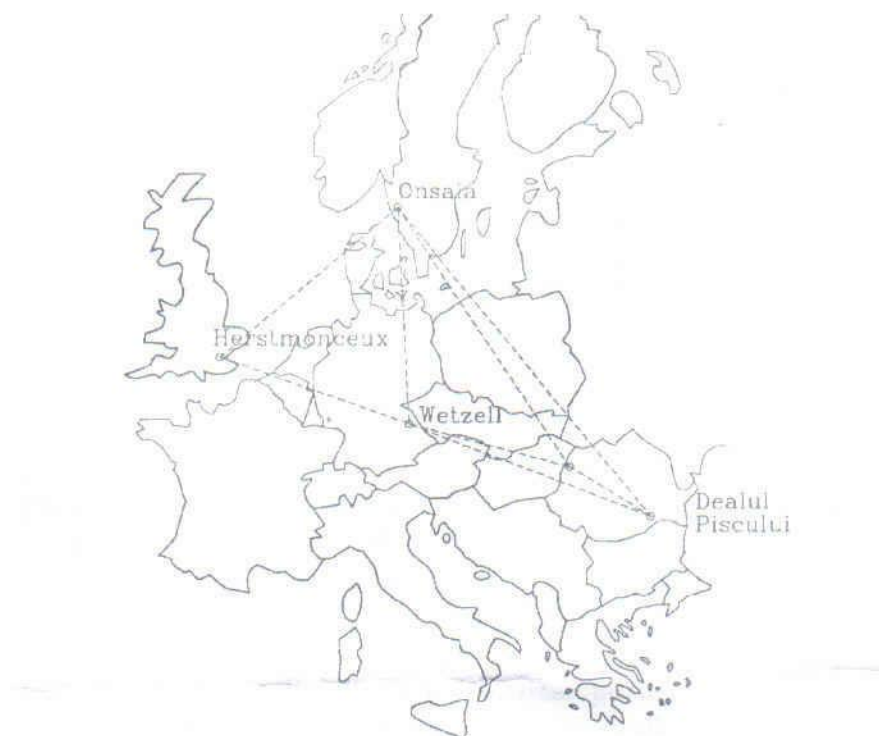 Onsala
Herstmonceux
Wetzell
Dealul
Piscului